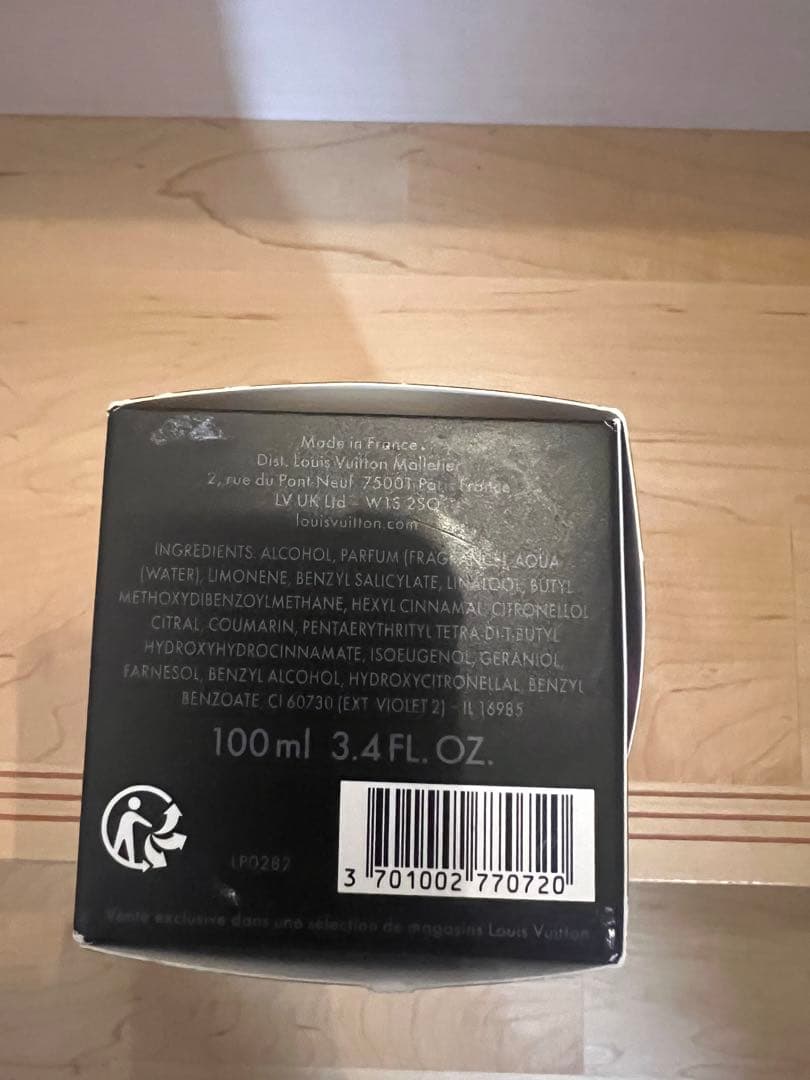 Made in France.
Dist. Louis Vuitton Malletier
2, rue du Pont Neuf 75001 Paris France
LV UK Ltd - W1S 2SQ
louisvuitton.com
INGREDIENTS: ALCOHOL, PARFUM (FRAGRANCE), AQUA
(WATER), LIMONENE, BENZYL SALICYLATE, LINALOOL, BUTYL
METHOXYDIBENZOYLMETHANE, HEXYL CINNAMAL, CITRONELLOL
CITRAL, COUMARIN, PENTAERYTHRITYL TETRA-DI-T-BUTYL
HYDROXYHYDROCINNAMATE, ISOEUGENOL, GERANIOL,
FARNESOL, BENZYL ALCOHOL, HYDROXYCITRONELLAL, BENZYL
BENZOATE, CI 60730 (EXT. VIOLET 2) - IL 16985
100 ml 3.4 FL. OZ.
LP0282
3 701002 770720
Vente exclusive dans une sélection de magasins Louis Vuitton